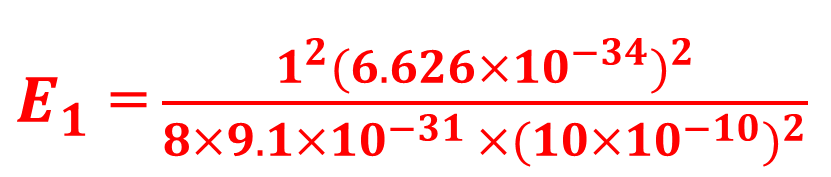 E₁ = 1²(6.626×10⁻³⁴)² / 8×9.1×10⁻³¹ ×(10×10⁻¹⁰)²